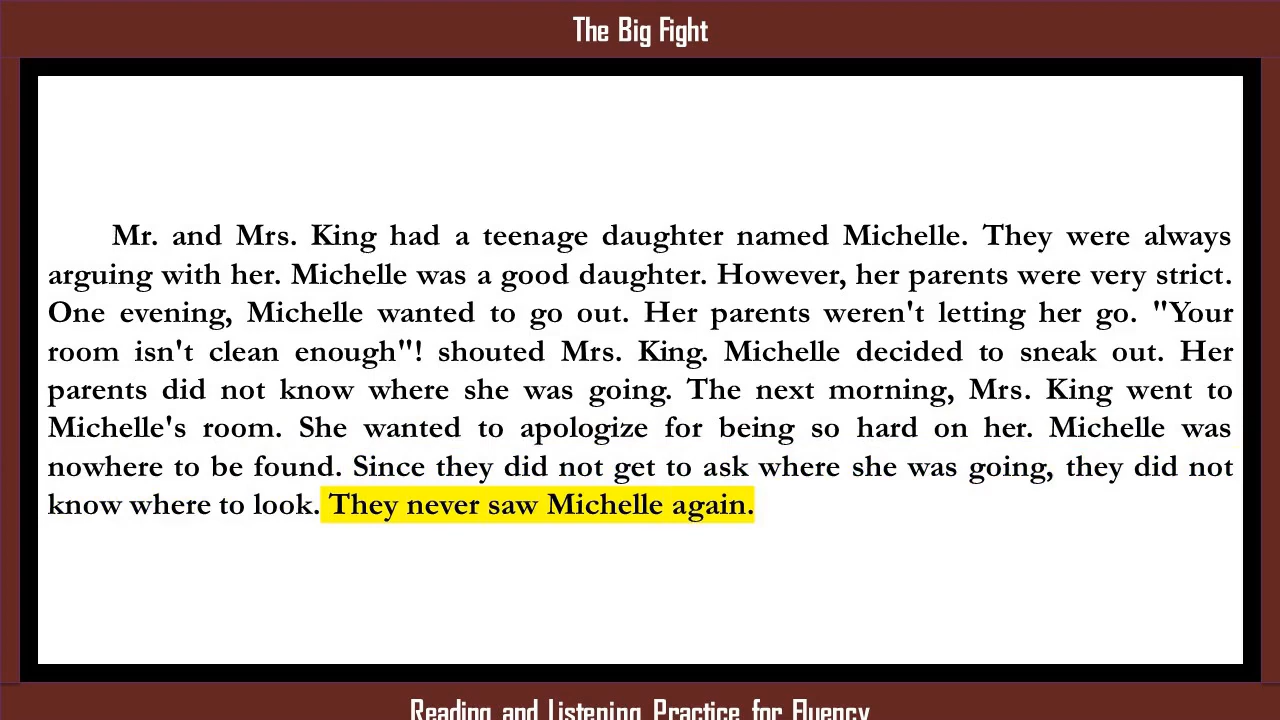 The Big Fight
Mr. and Mrs. King had a teenage daughter named Michelle. They were always
arguing with her. Michelle was a good daughter. However, her parents were very strict.
One evening, Michelle wanted to go out. Her parents weren't letting her go. "Your
room isn't clean enough"! shouted Mrs. King. Michelle decided to sneak out. Her
parents did not know where she was going. The next morning, Mrs. King went to
Michelle's room. She wanted to apologize for being so hard on her. Michelle was
nowhere to be found. Since they did not get to ask where she was going, they did not
know where to look. They never saw Michelle again.
Reading and Listening Practice for Fluency